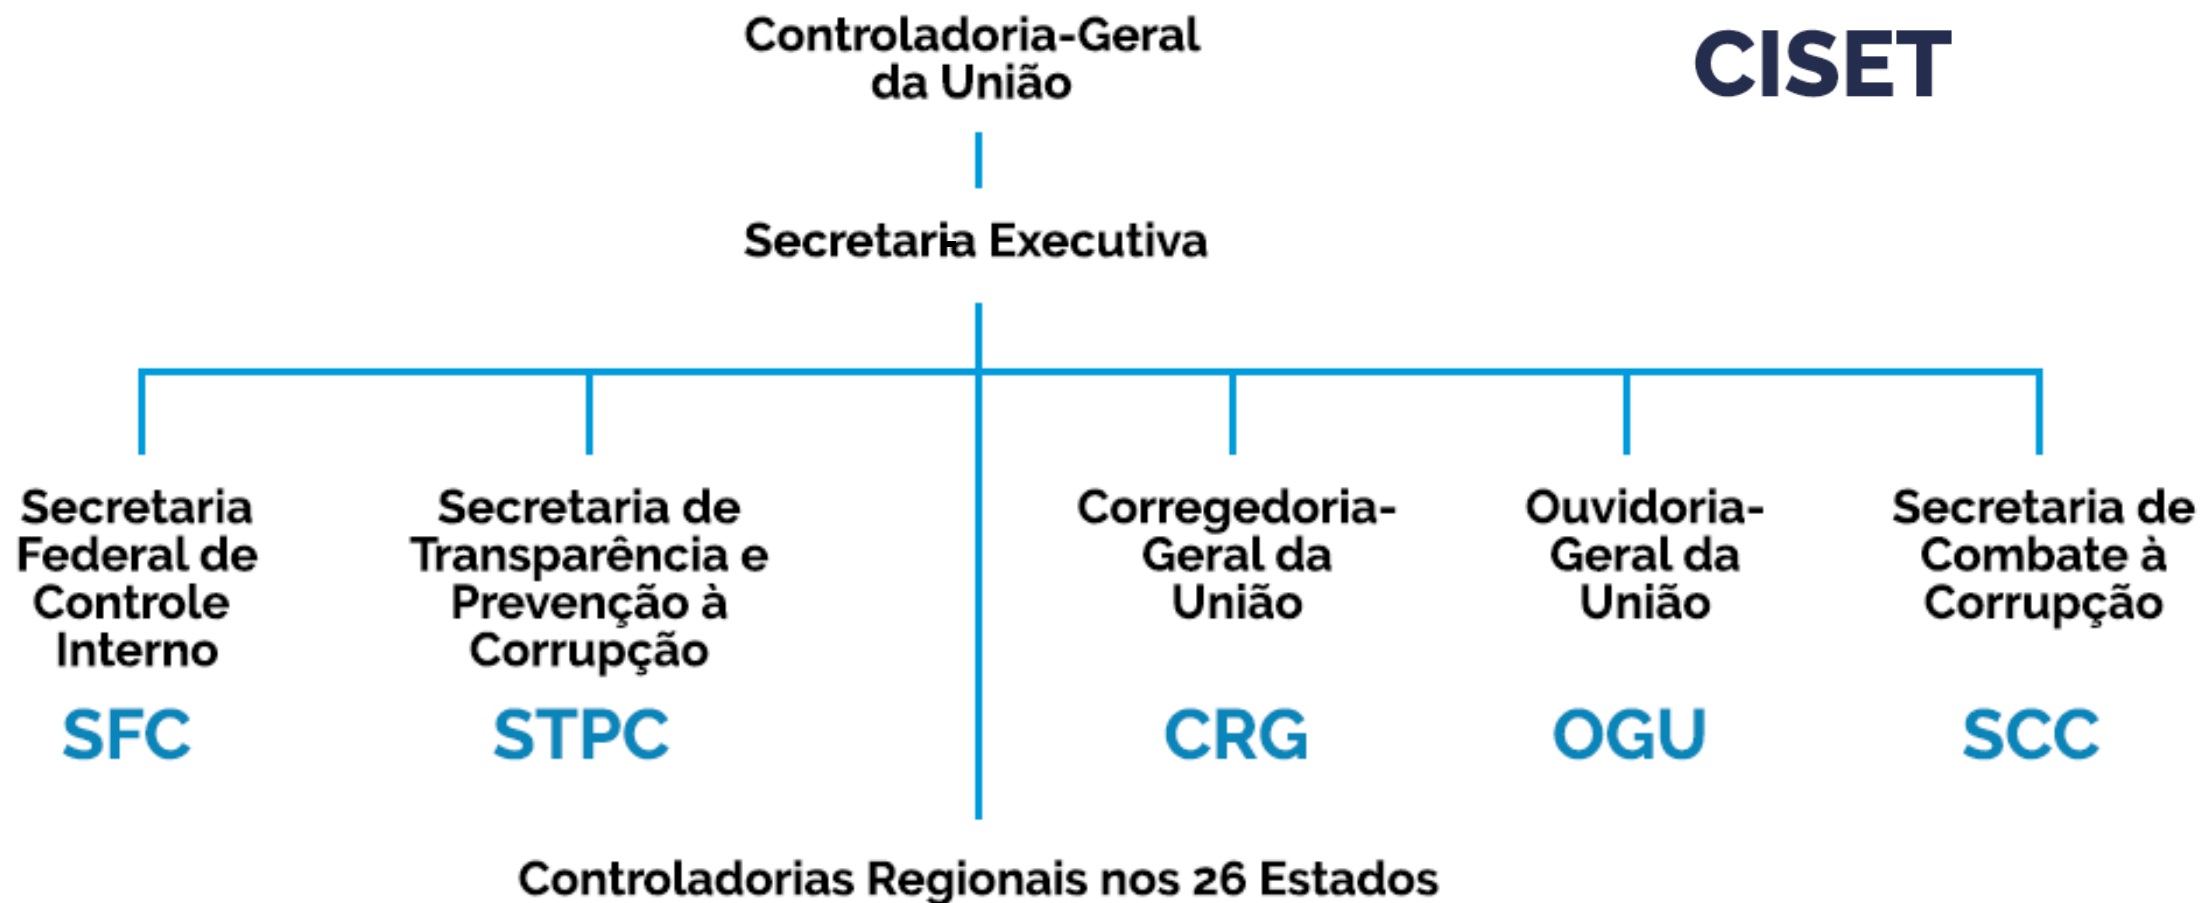 Controladoria-Geral
da União
CISET
Secretaria Executiva
Secretaria
Federal de
Controle
Interno
SFC
Secretaria de
Transparência e
Prevenção à
Corrupção
STPC
Corregedoria-
Geral da
União
CRG
Ouvidoria-
Geral da
União
OGU
Secretaria de
Combate à
Corrupção
SCC
Controladorias Regionais nos 26 Estados